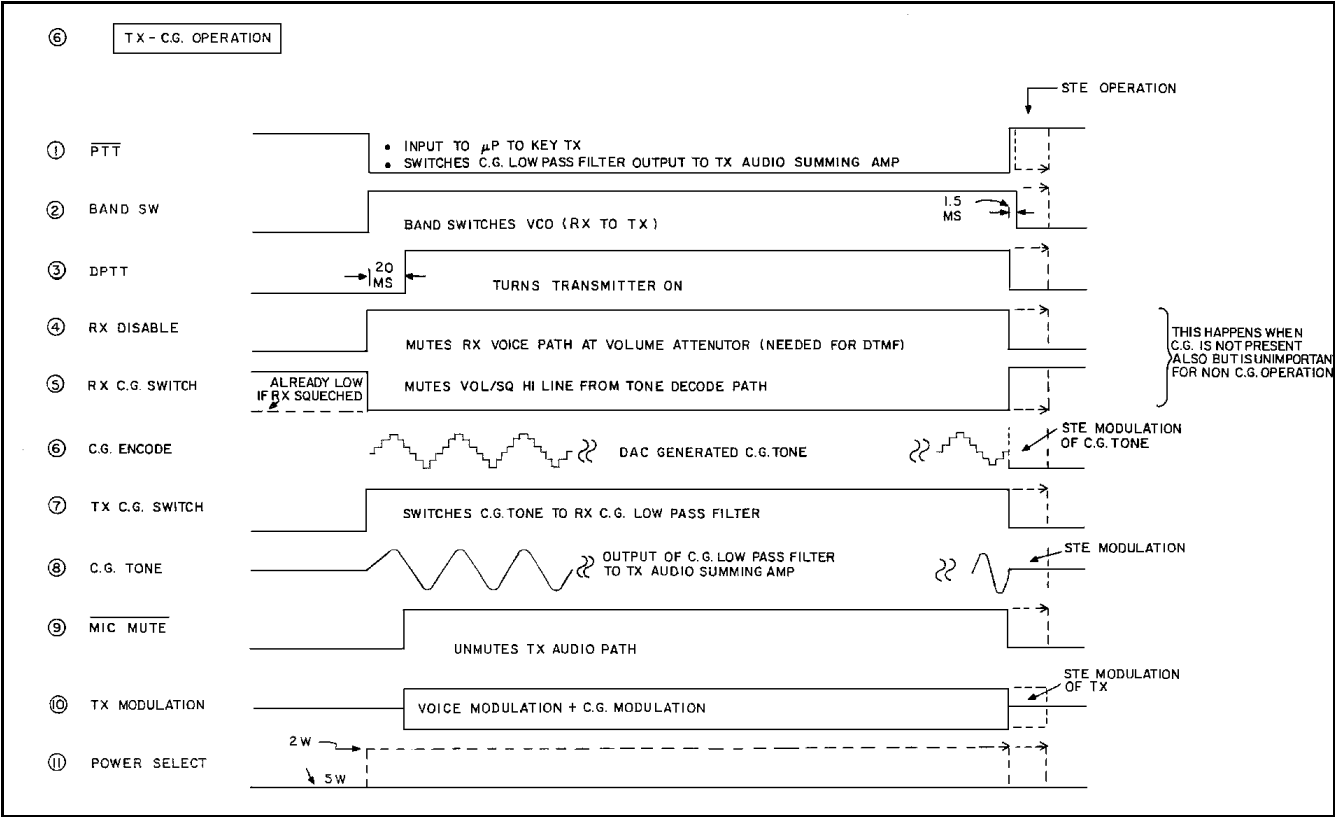 ⑥ TX - C.G. OPERATION
STE OPERATION
① PTT
• INPUT TO µP TO KEY TX
• SWITCHES C.G. LOW PASS FILTER OUTPUT TO TX AUDIO SUMMING AMP
② BAND SW
BAND SWITCHES VCO (RX TO TX)
1.5
MS
③ DPTT
20
MS
TURNS TRANSMITTER ON
④ RX DISABLE
MUTES RX VOICE PATH AT VOLUME ATTENUTOR (NEEDED FOR DTMF)
THIS HAPPENS WHEN
C.G. IS NOT PRESENT
ALSO BUT IS UNIMPORTANT
FOR NON C.G. OPERATION
⑤ RX C.G. SWITCH
ALREADY LOW
IF RX SQUECHED
MUTES VOL/SQ HI LINE FROM TONE DECODE PATH
⑥ C.G. ENCODE
DAC GENERATED C.G. TONE
STE MODULATION
OF C.G. TONE
⑦ TX C.G. SWITCH
SWITCHES C.G. TONE TO RX C.G. LOW PASS FILTER
⑧ C.G. TONE
OUTPUT OF C.G. LOW PASS FILTER
TO TX AUDIO SUMMING AMP
STE MODULATION
⑨ MIC MUTE
UNMUTES TX AUDIO PATH
⑩ TX MODULATION
VOICE MODULATION + C.G. MODULATION
STE MODULATION
OF TX
⑪ POWER SELECT
2W
5W